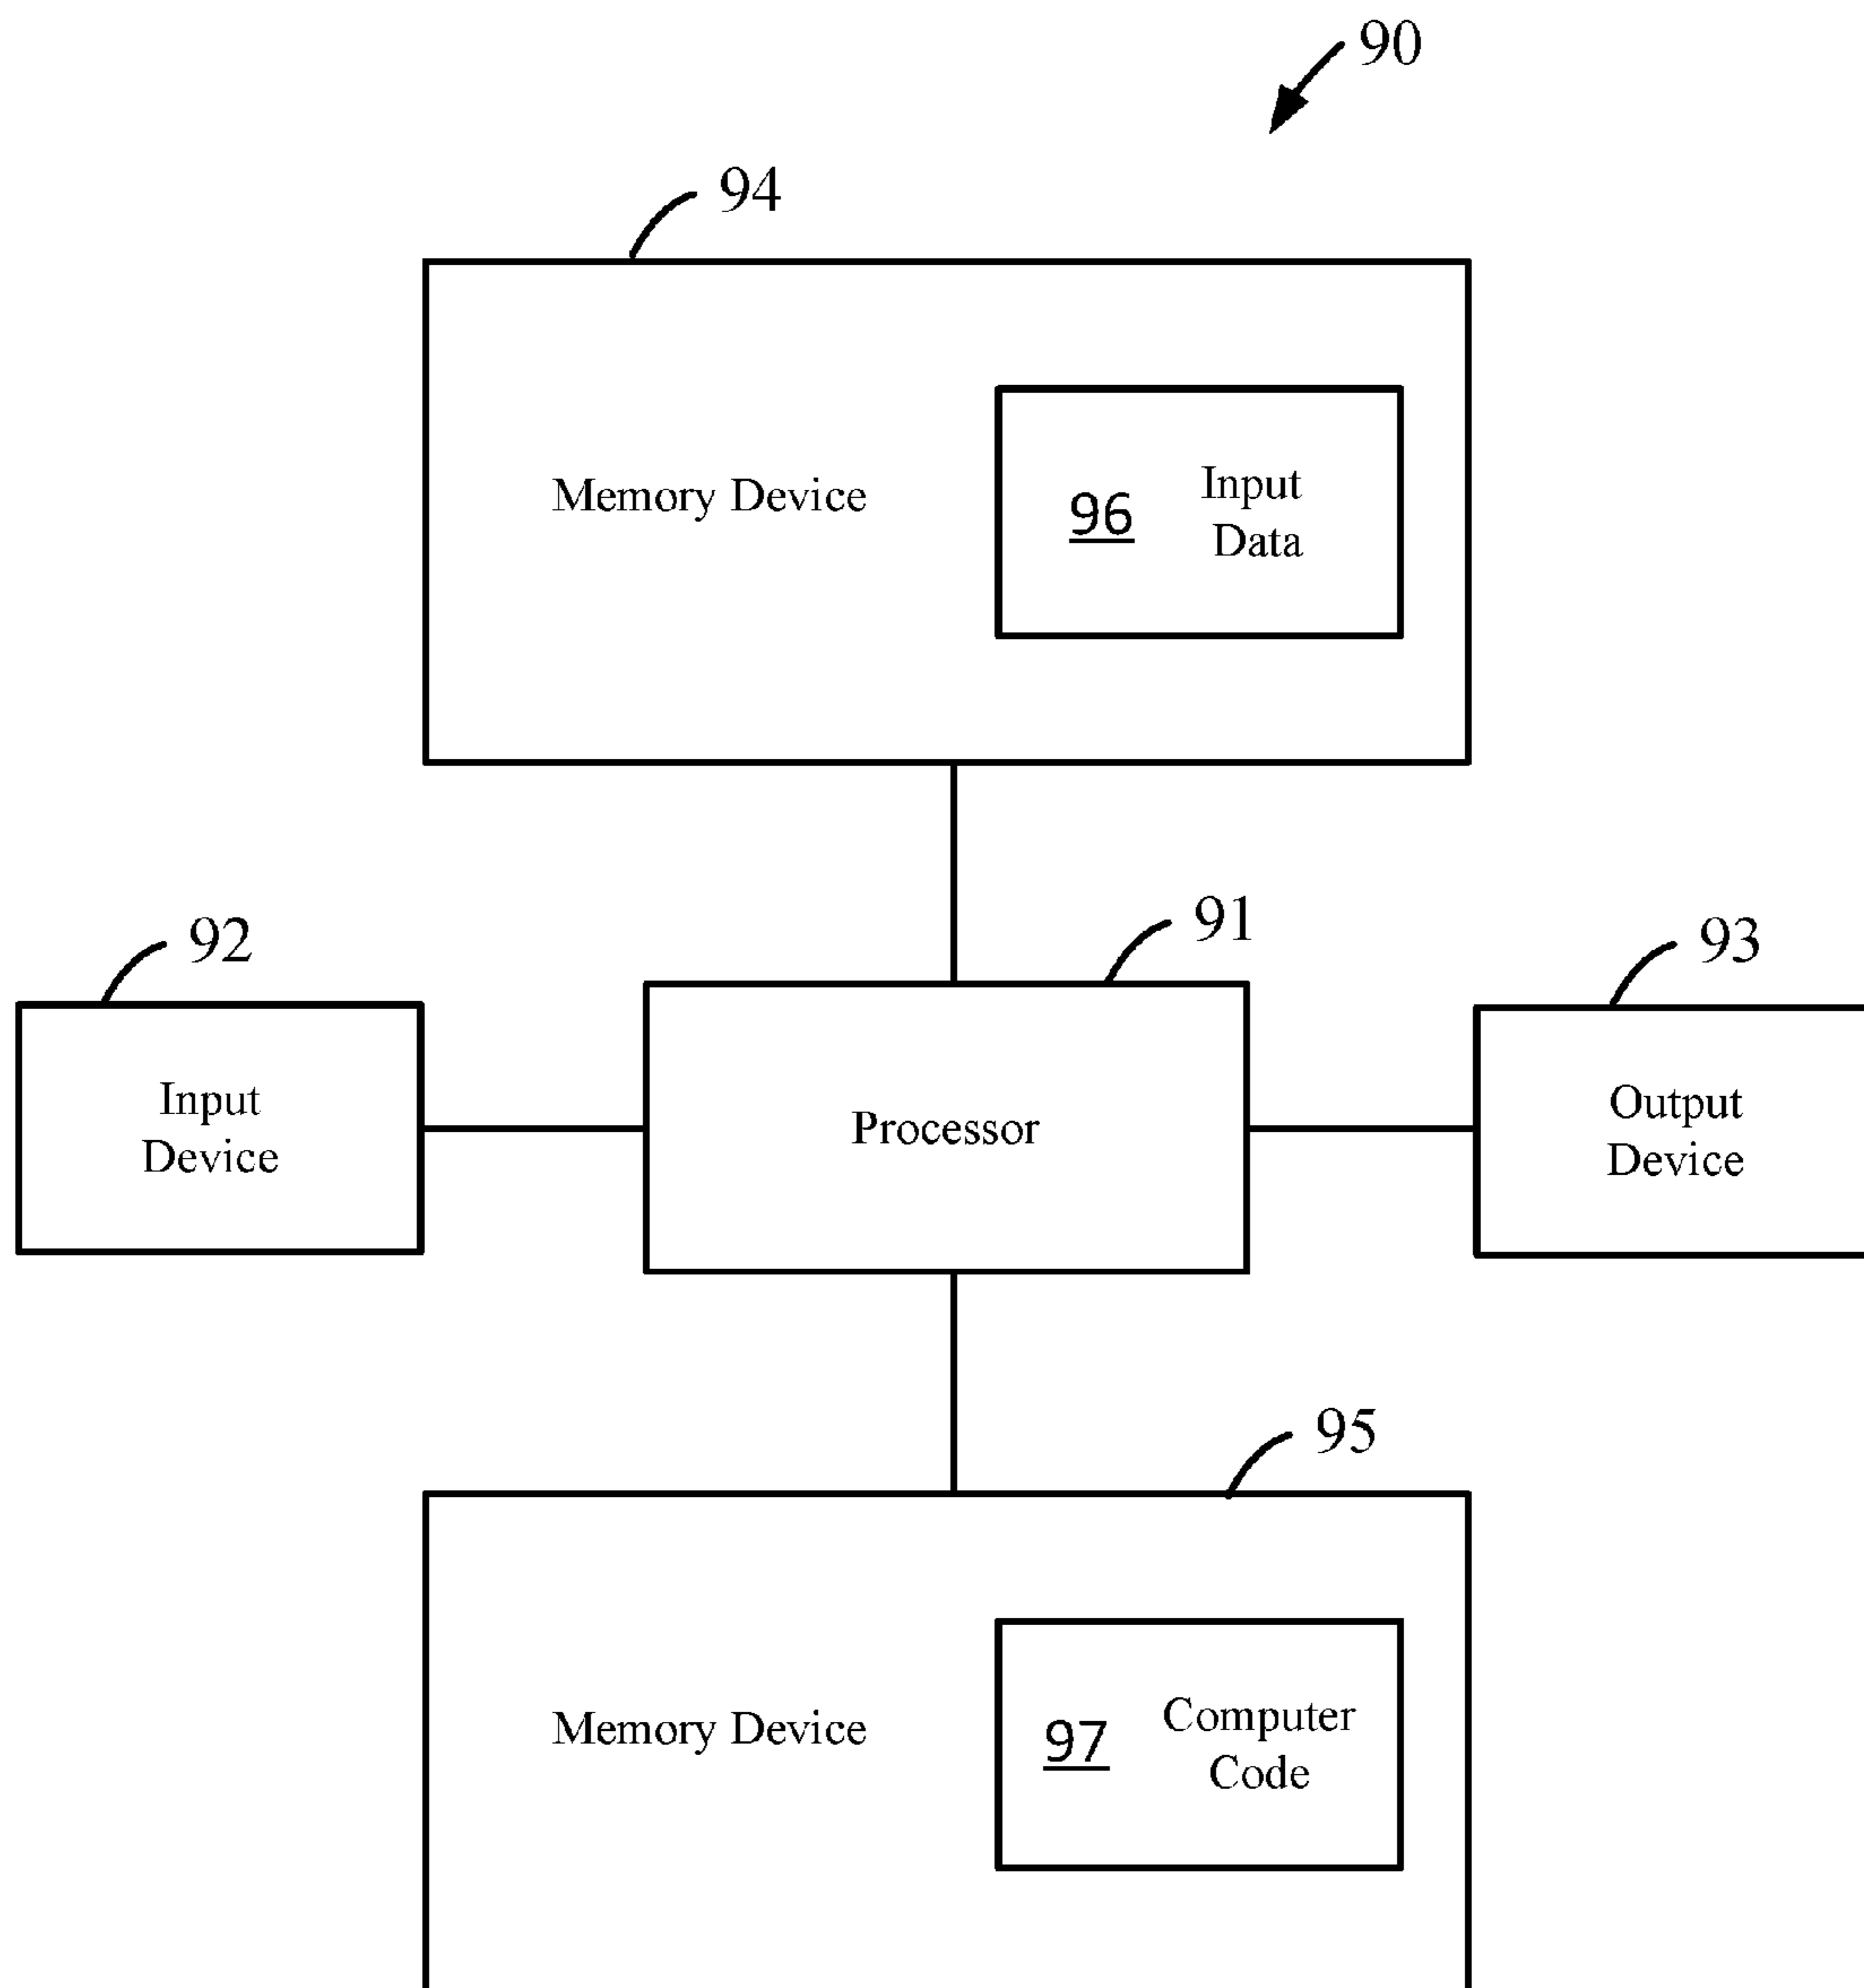 90
94
Memory Device
96
Input
Data
92
91
93
Input
Device
Processor
Output
Device
95
Memory Device
97
Computer
Code